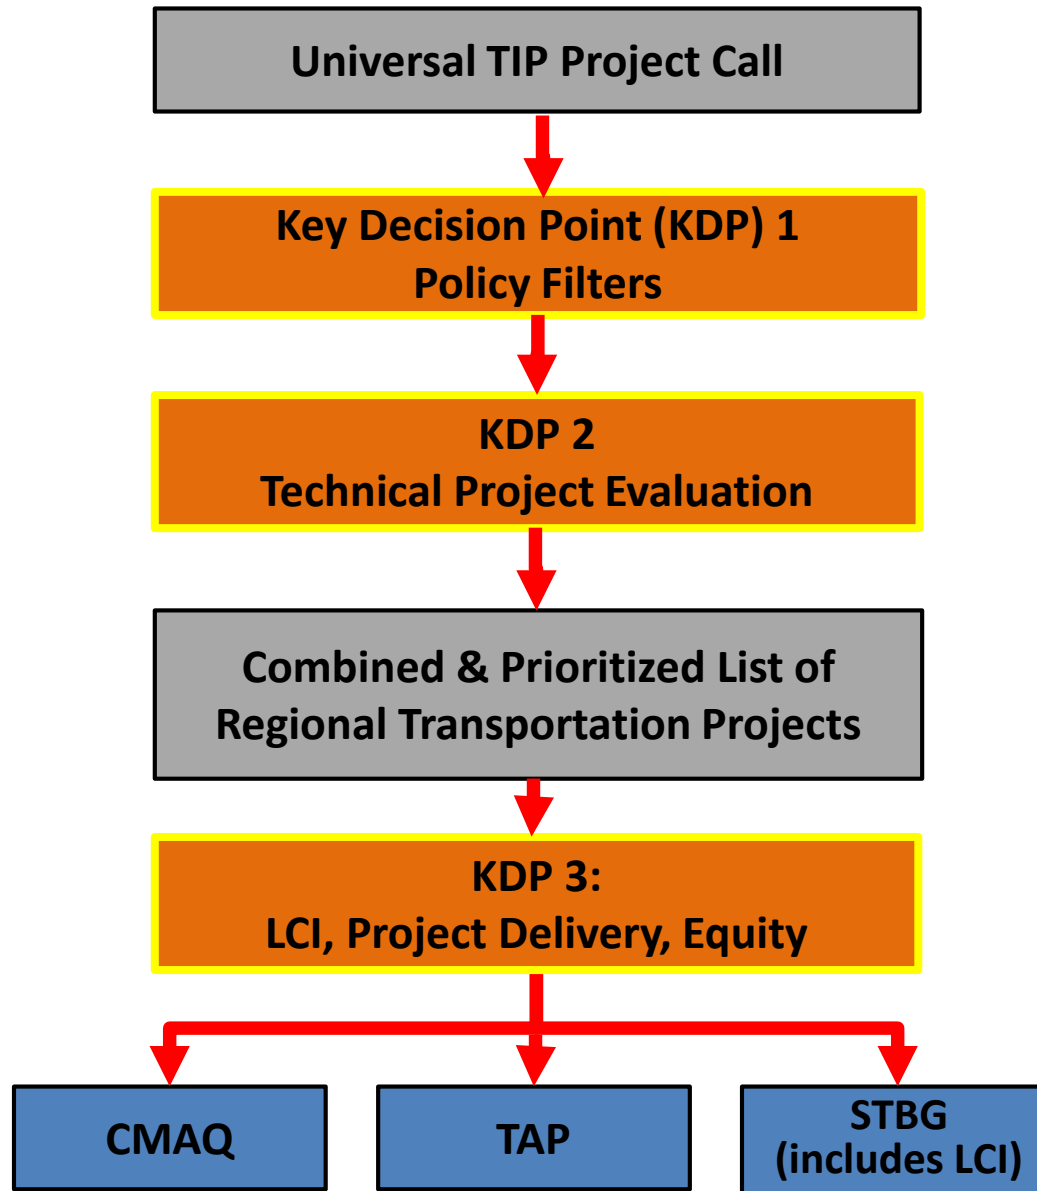 Universal TIP Project Call
Key Decision Point (KDP) 1
Policy Filters
KDP 2
Technical Project Evaluation
Combined & Prioritized List of
Regional Transportation Projects
KDP 3:
LCI, Project Delivery, Equity
CMAQ
TAP
STBG
(includes LCI)